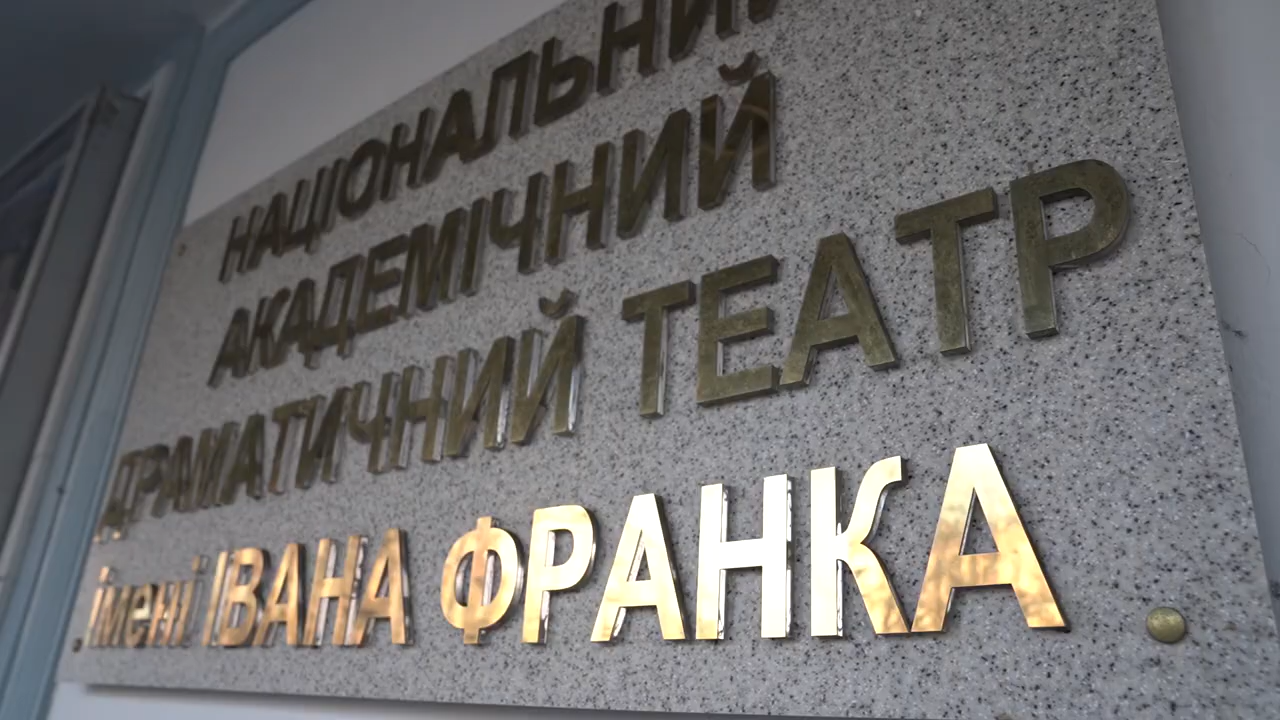 НАЦІОНАЛЬНИЙ
АКАДЕМІЧНИЙ
ДРАМАТИЧНИЙ ТЕАТР
імені ІВАНА ФРАНКА